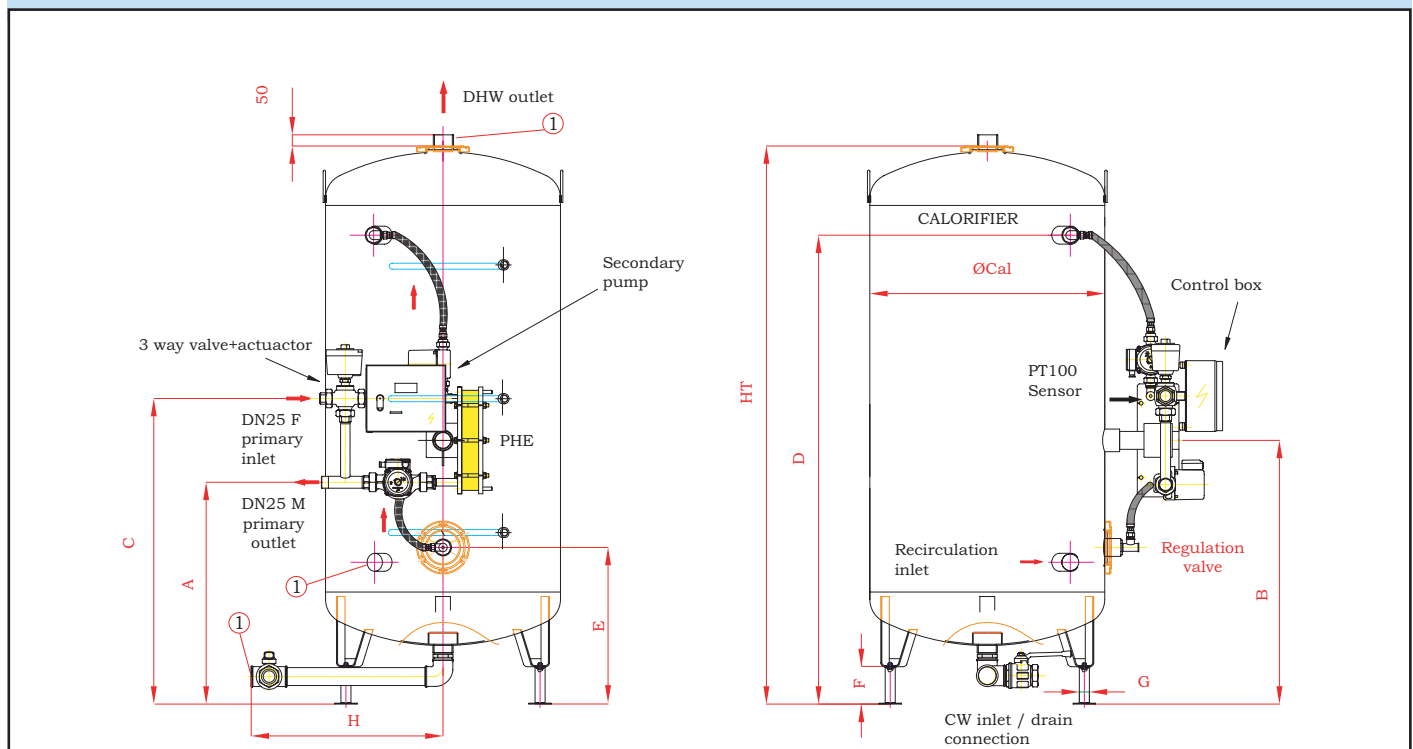 50
DHW outlet
①
CALORIFIER
ØCal
Secondary
pump
Control box
3 way valve+actuactor
PT100
Sensor
HT
DN25 F
primary
inlet
PHE
D
DN25 M
primary
outlet
C
A
①
Recirculation
inlet
Regulation
valve
B
E
①
F
G
H
CW inlet / drain
connection